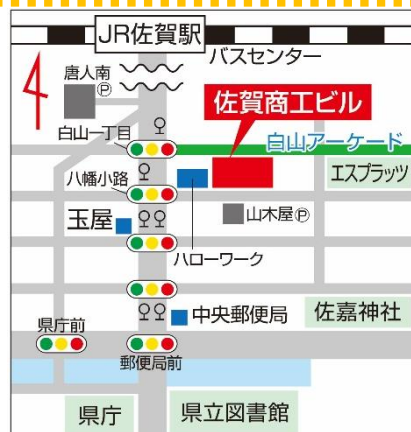 JR佐賀駅
バスセンター
唐人南
Ⓟ
佐賀商工ビル
白山一丁目
白山アーケード
八幡小路
エスプラッツ
玉屋
山木屋Ⓟ
ハローワーク
中央郵便局
佐嘉神社
県庁前
郵便局前
県庁
県立図書館